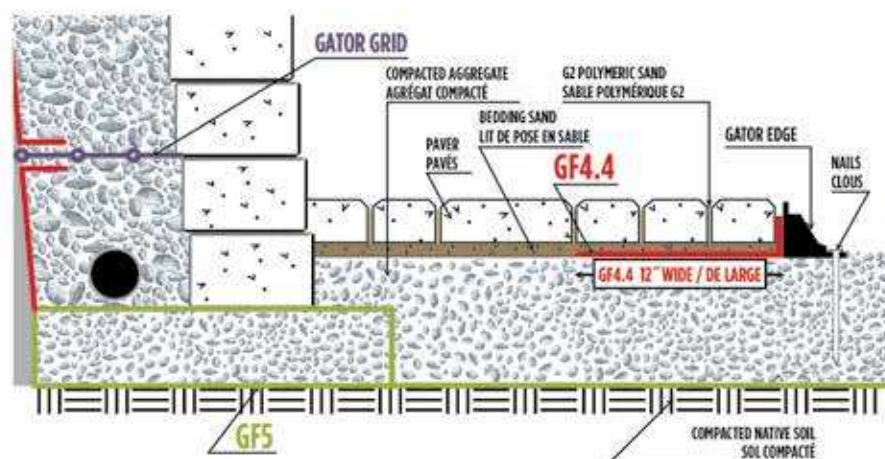 GATOR GRID
COMPACTED AGGREGATE
AGRÉGAT COMPACTÉ
G2 POLYMERIC SAND
SABLE POLYMÉRIQUE G2
BEDDING SAND
LIT DE POSE EN SABLE
PAVER
PAVÉS
GF4.4
GATOR EDGE
NAILS
CLOUS
GF4.4 12" WIDE / DE LARGE
GF5
COMPACTED NATIVE SOIL
SOL COMPACTÉ